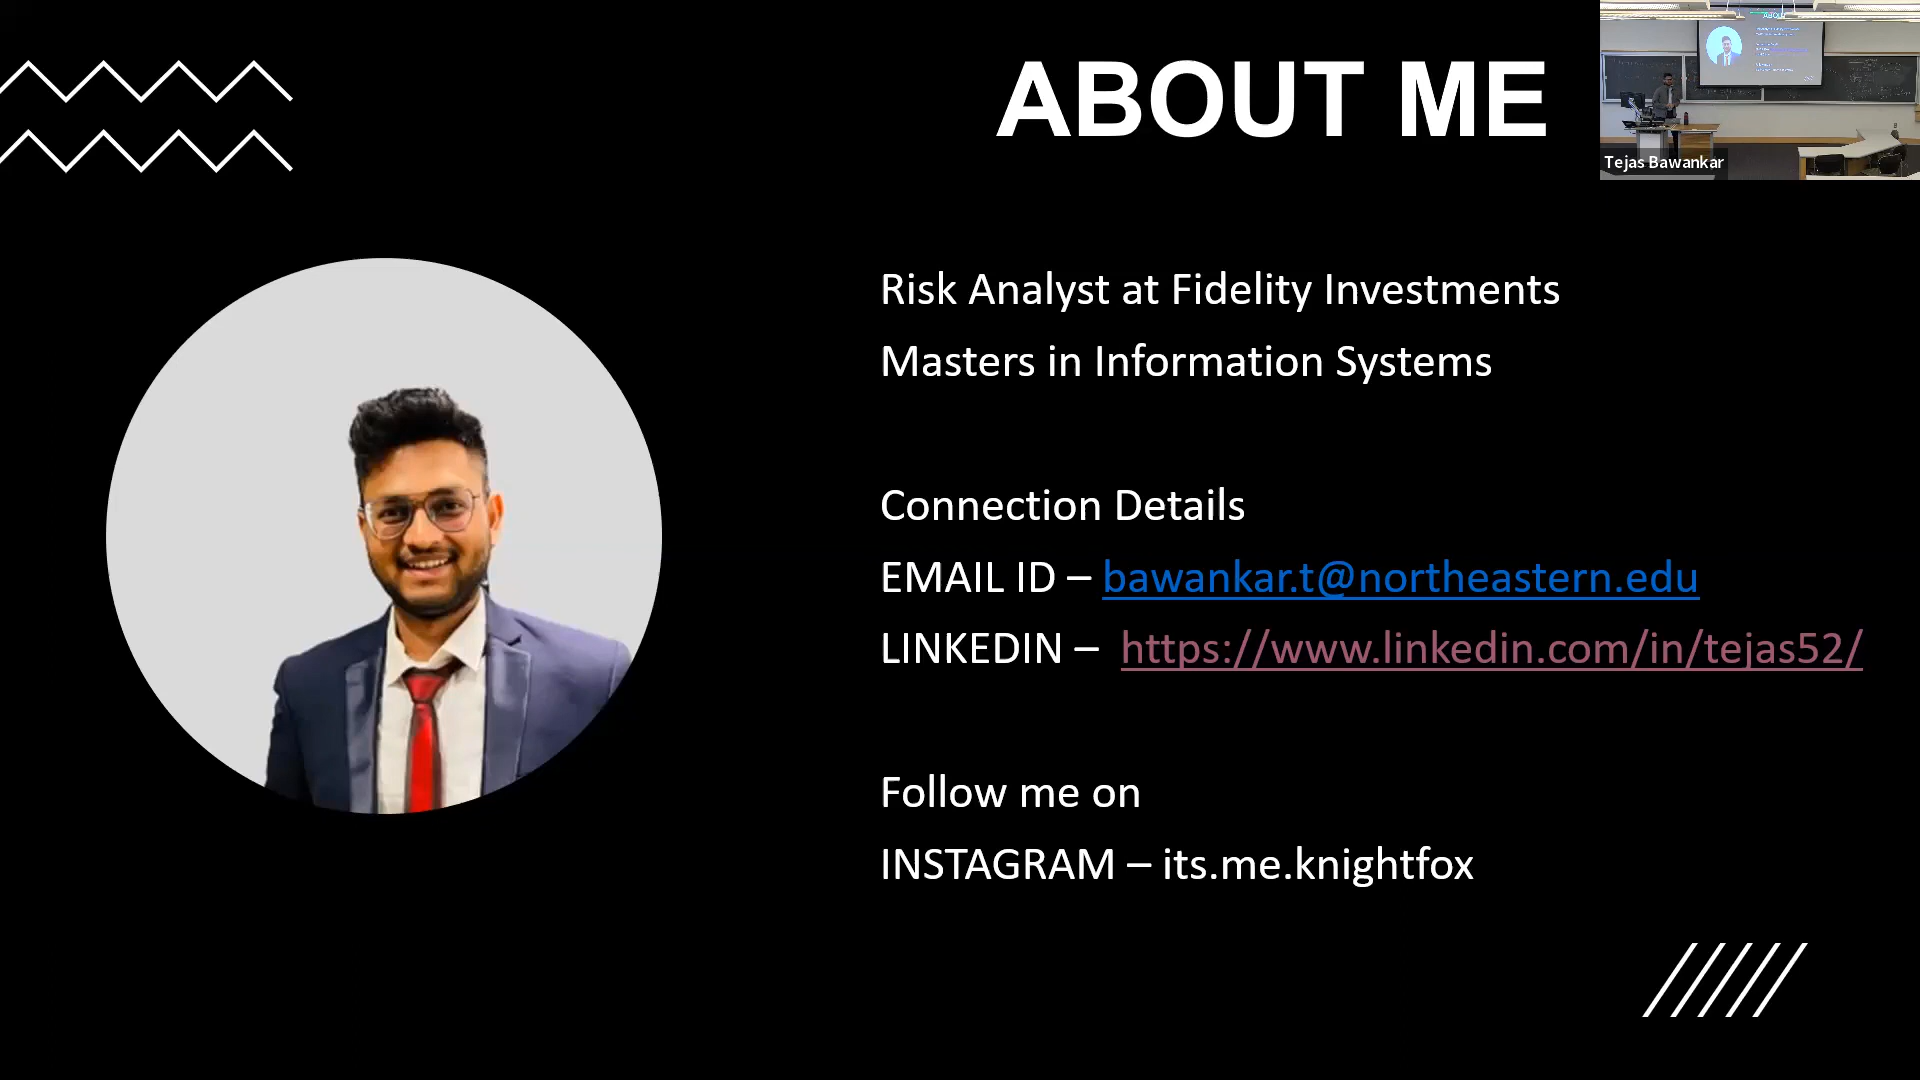 ABOUT ME
Tejas Bawankar
Risk Analyst at Fidelity Investments
Masters in Information Systems
Connection Details
EMAIL ID – bawankar.t@northeastern.edu
LINKEDIN – https://www.linkedin.com/in/tejas52/
Follow me on
INSTAGRAM – its.me.knightfox